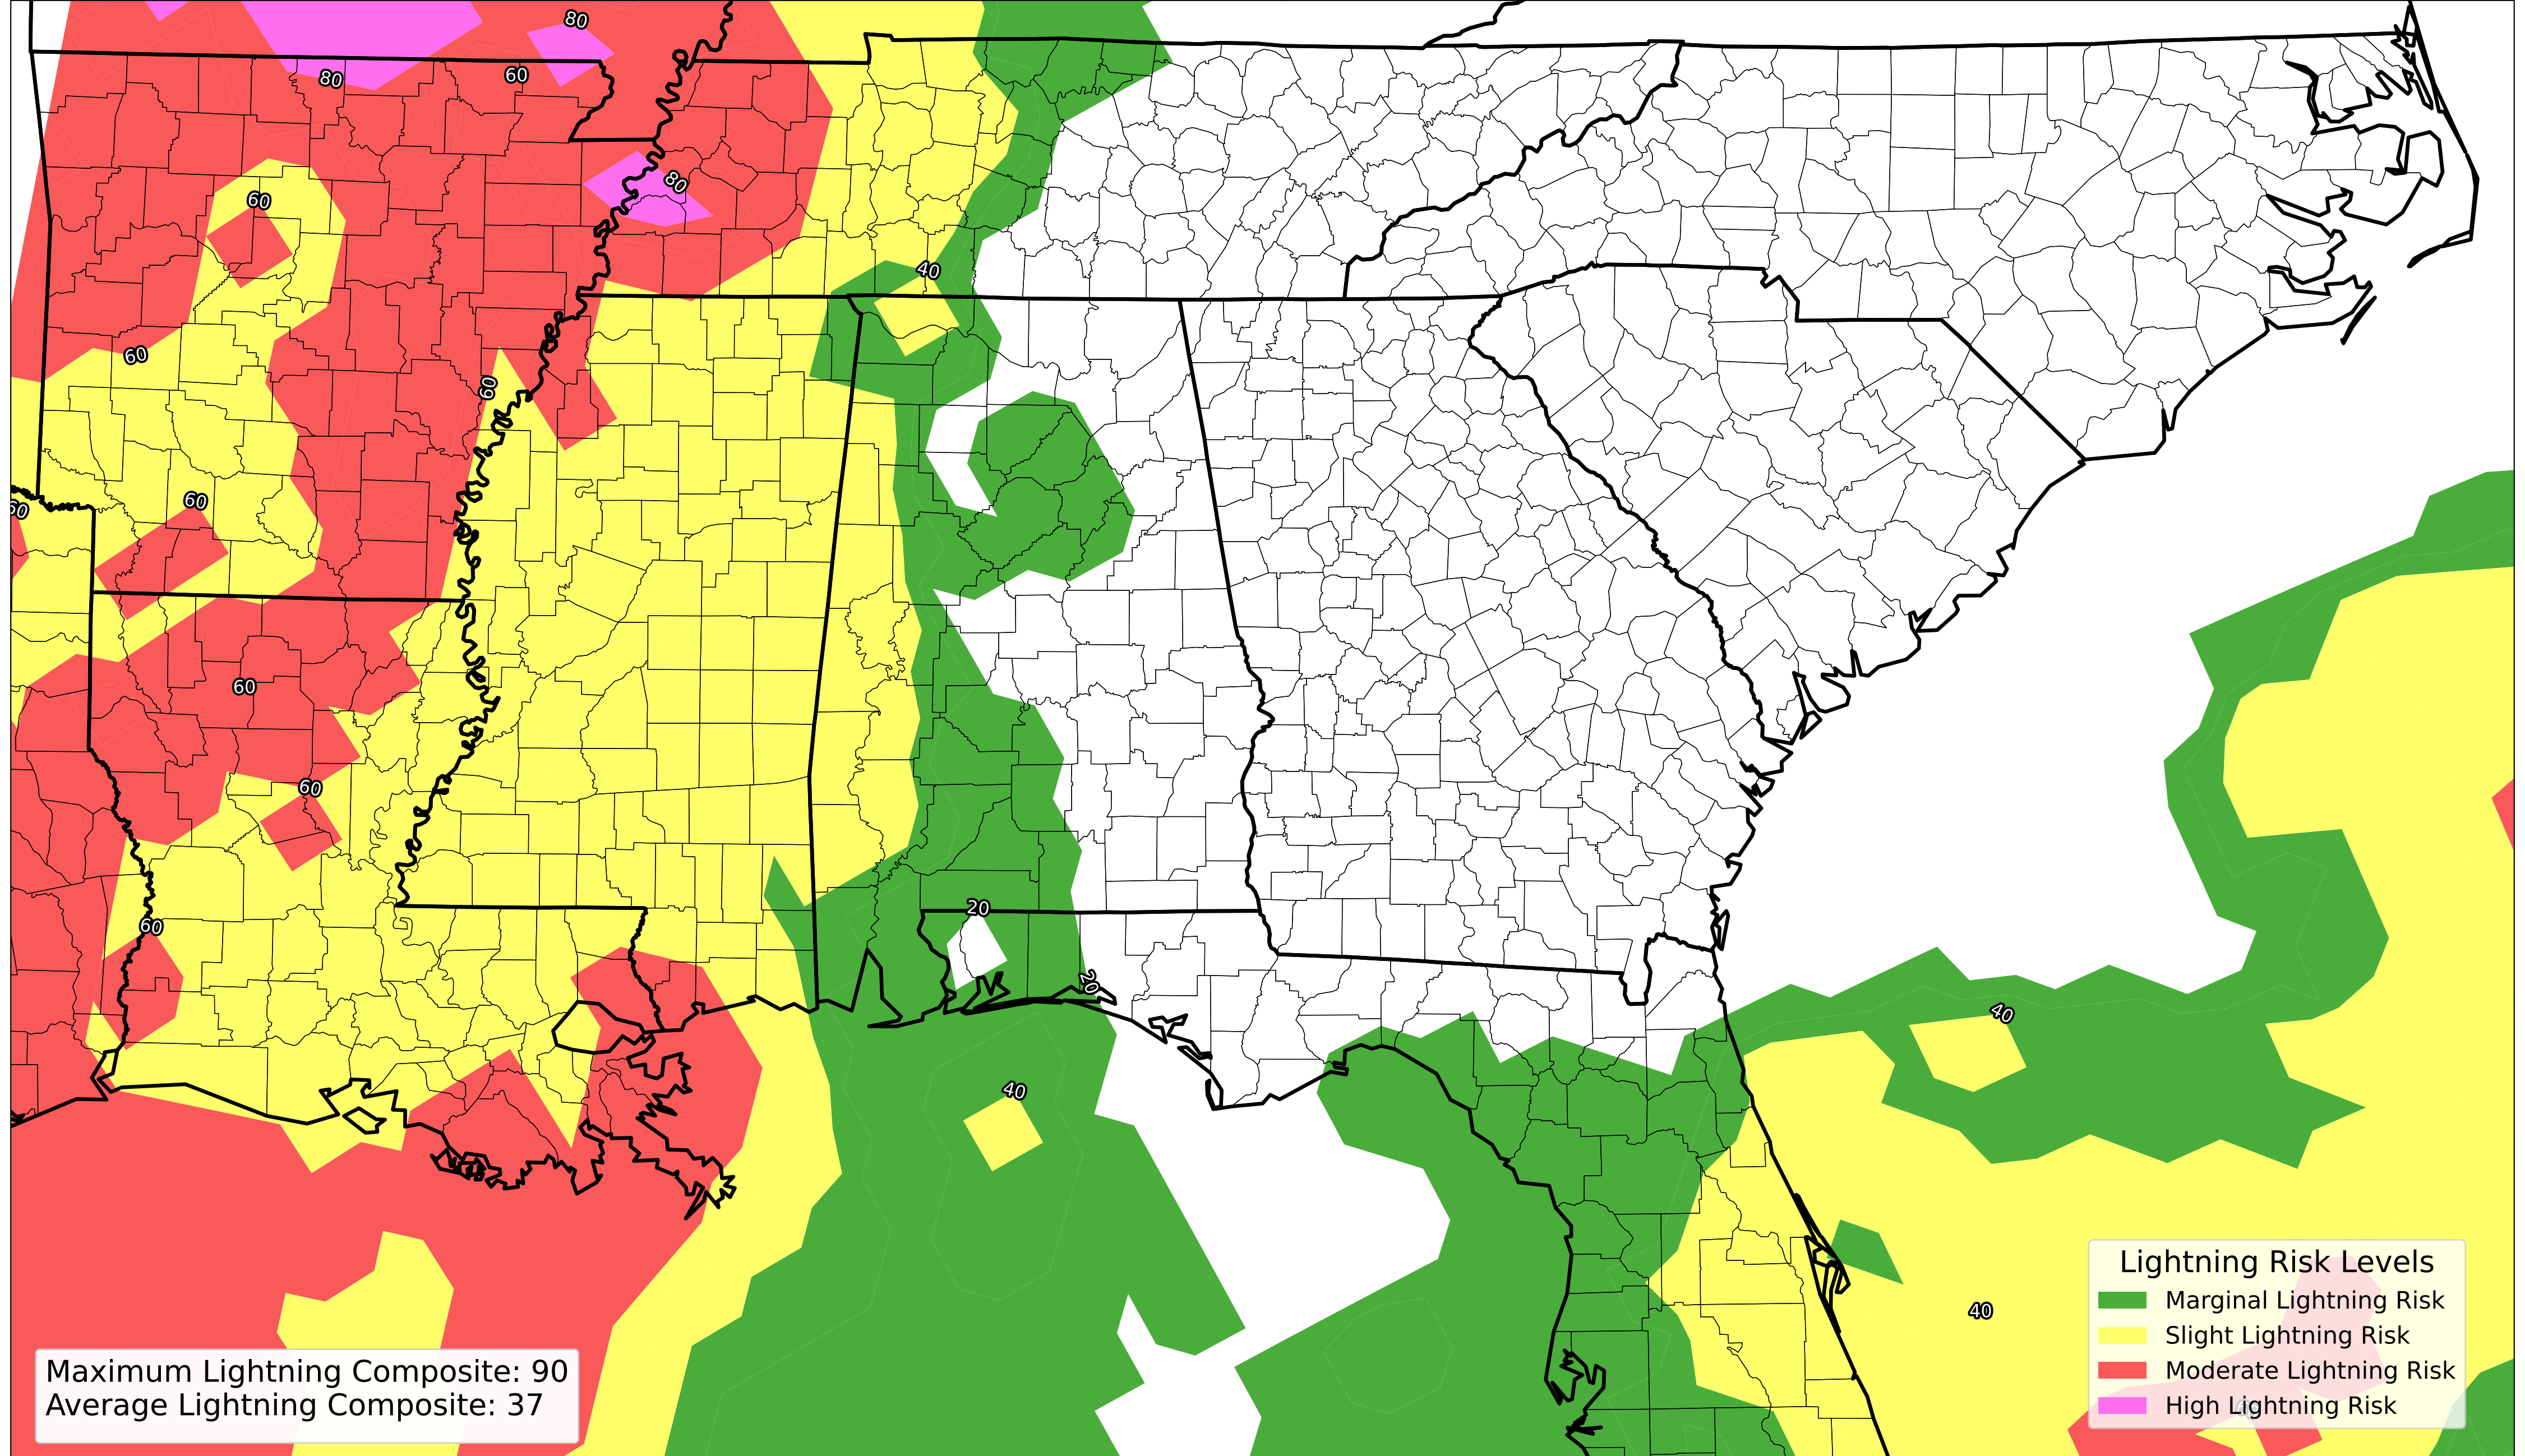 80
80
60
80
60
40
60
60
60
60
60
60
60
20
20
40
40
40
Lightning Risk Levels
Marginal Lightning Risk
Slight Lightning Risk
Moderate Lightning Risk
High Lightning Risk
Maximum Lightning Composite: 90
Average Lightning Composite: 37